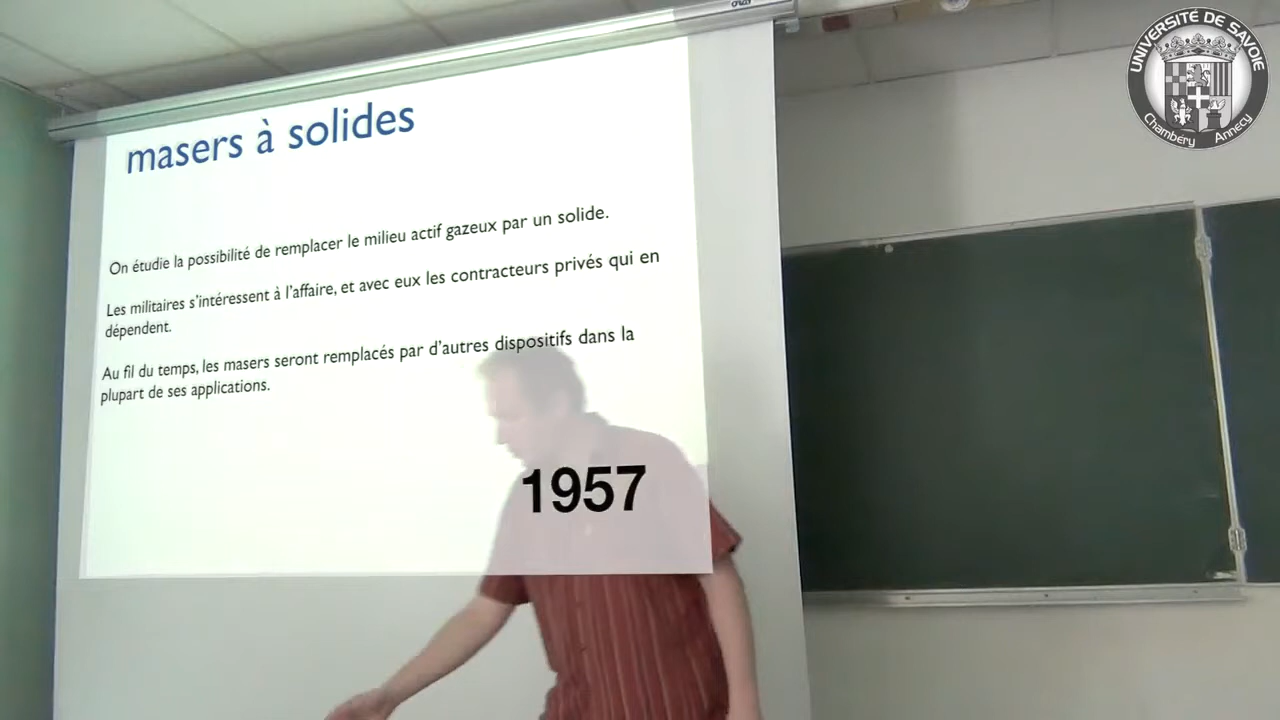 masers à solides
On étudie la possibilité de remplacer le milieu actif gazeux par un solide.
Les militaires s'intéressent à l'affaire, et avec eux les contracteurs privés qui en
dépendent.
Au fil du temps, les masers seront remplacés par d'autres dispositifs dans la
plupart de ses applications.
1957
UNIVERSITÉ DE SAVOIE
Chambéry Annecy